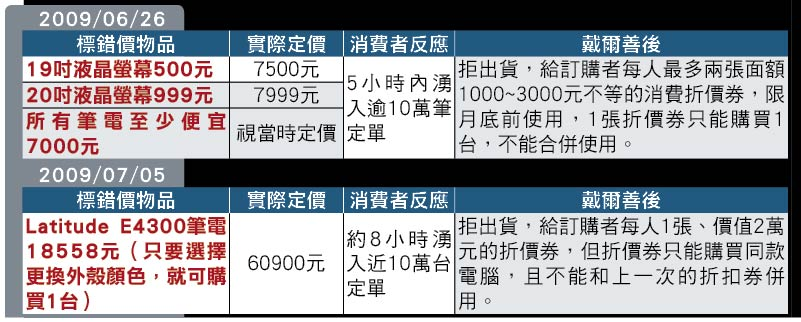 2009/06/26
標錯價物品
實際定價
消費者反應
戴爾善後
19吋液晶螢幕500元
7500元
5小時內湧
入逾10萬筆
定單
拒出貨，給訂購者每人最多兩張面額
1000~3000元不等的消費折價券，限
月底前使用，1張折價券只能購買1
台，不能合併使用。
20吋液晶螢幕999元
7999元
所有筆電至少便宜
7000元
視當時定價
2009/07/05
標錯價物品
實際定價
消費者反應
戴爾善後
Latitude E4300筆電
18558元（只要選擇
更換外殼顏色，就可購
買1台）
60900元
約8小時湧
入近10萬台
定單
拒出貨，給訂購者每人1張、價值2萬
元的折價券，但折價券只能購買同款
電腦，且不能和上一次的折扣券併
用。